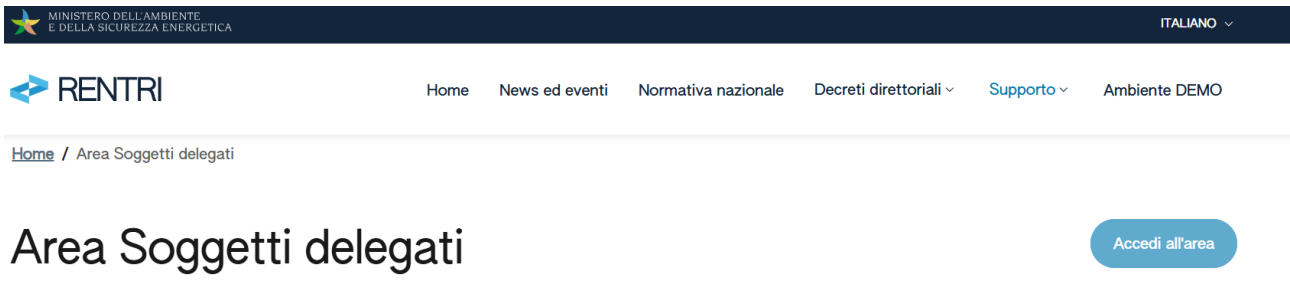 MINISTERO DELL'AMBIENTE
E DELLA SICUREZZA ENERGETICA
ITALIANO
RENTRI
Home News ed eventi Normativa nazionale Decreti direttoriali Supporto Ambiente DEMO
Home / Area Soggetti delegati
Area Soggetti delegati
Accedi all'area